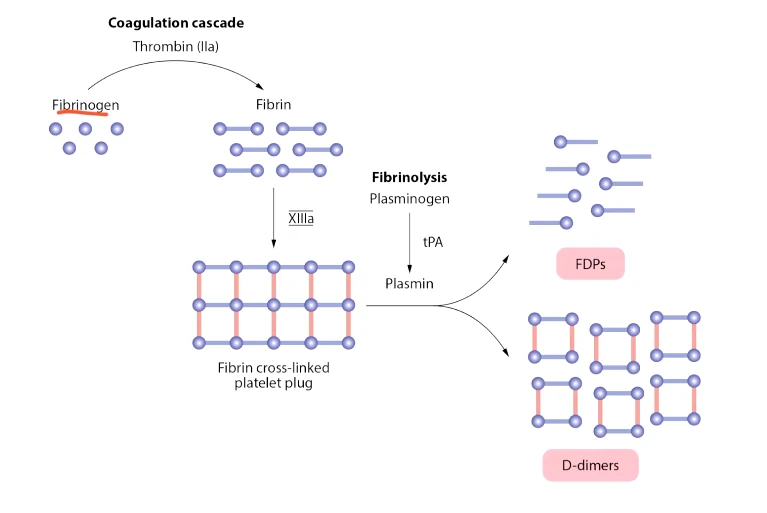 Coagulation cascade
Thrombin (IIa)
Fibrinogen
Fibrin
XIIIa
Fibrinolysis
Plasminogen
tPA
Plasmin
Fibrin cross-linked
platelet plug
FDPs
D-dimers